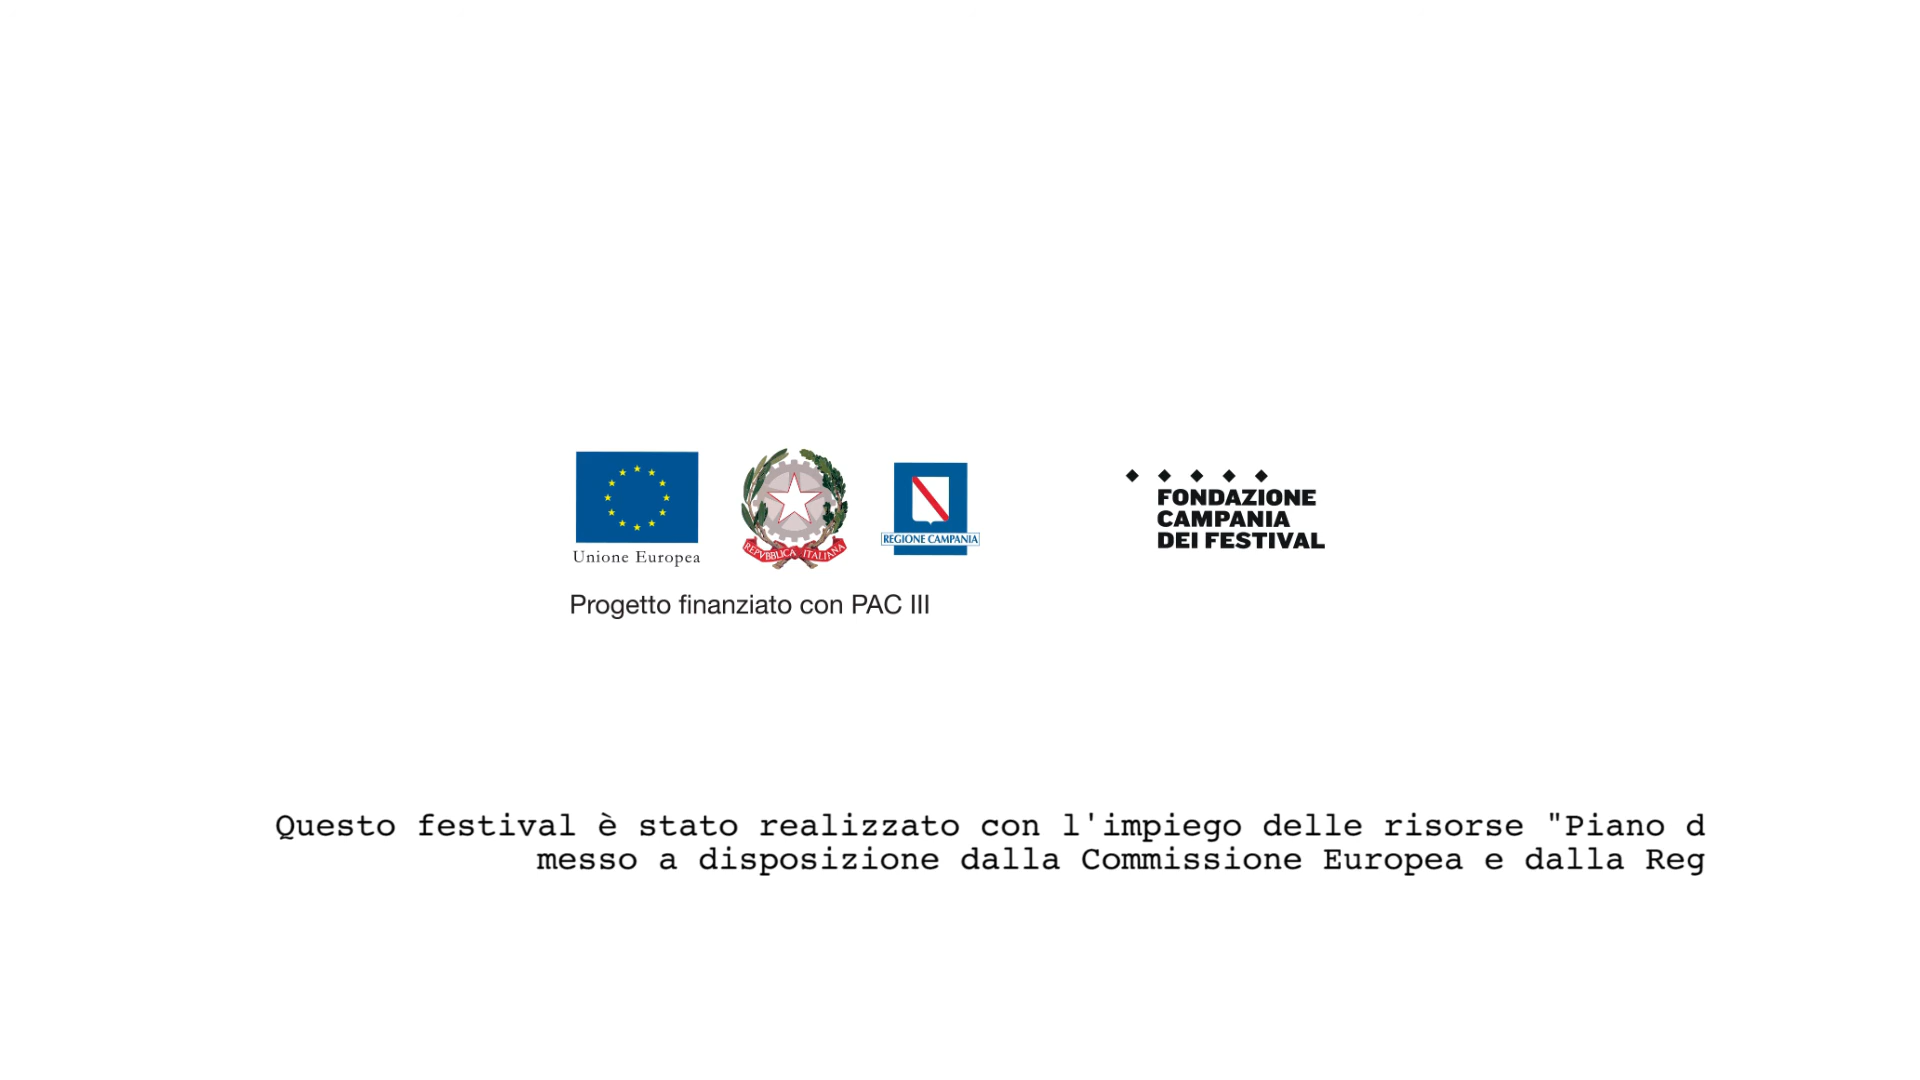 Unione Europea
REPVBBLICA ITALIANA
REGIONE CAMPANIA
Progetto finanziato con PAC III
FONDAZIONE
CAMPANIA
DEI FESTIVAL
Questo festival è stato realizzato con l'impiego delle risorse "Piano d
messo a disposizione dalla Commissione Europea e dalla Reg